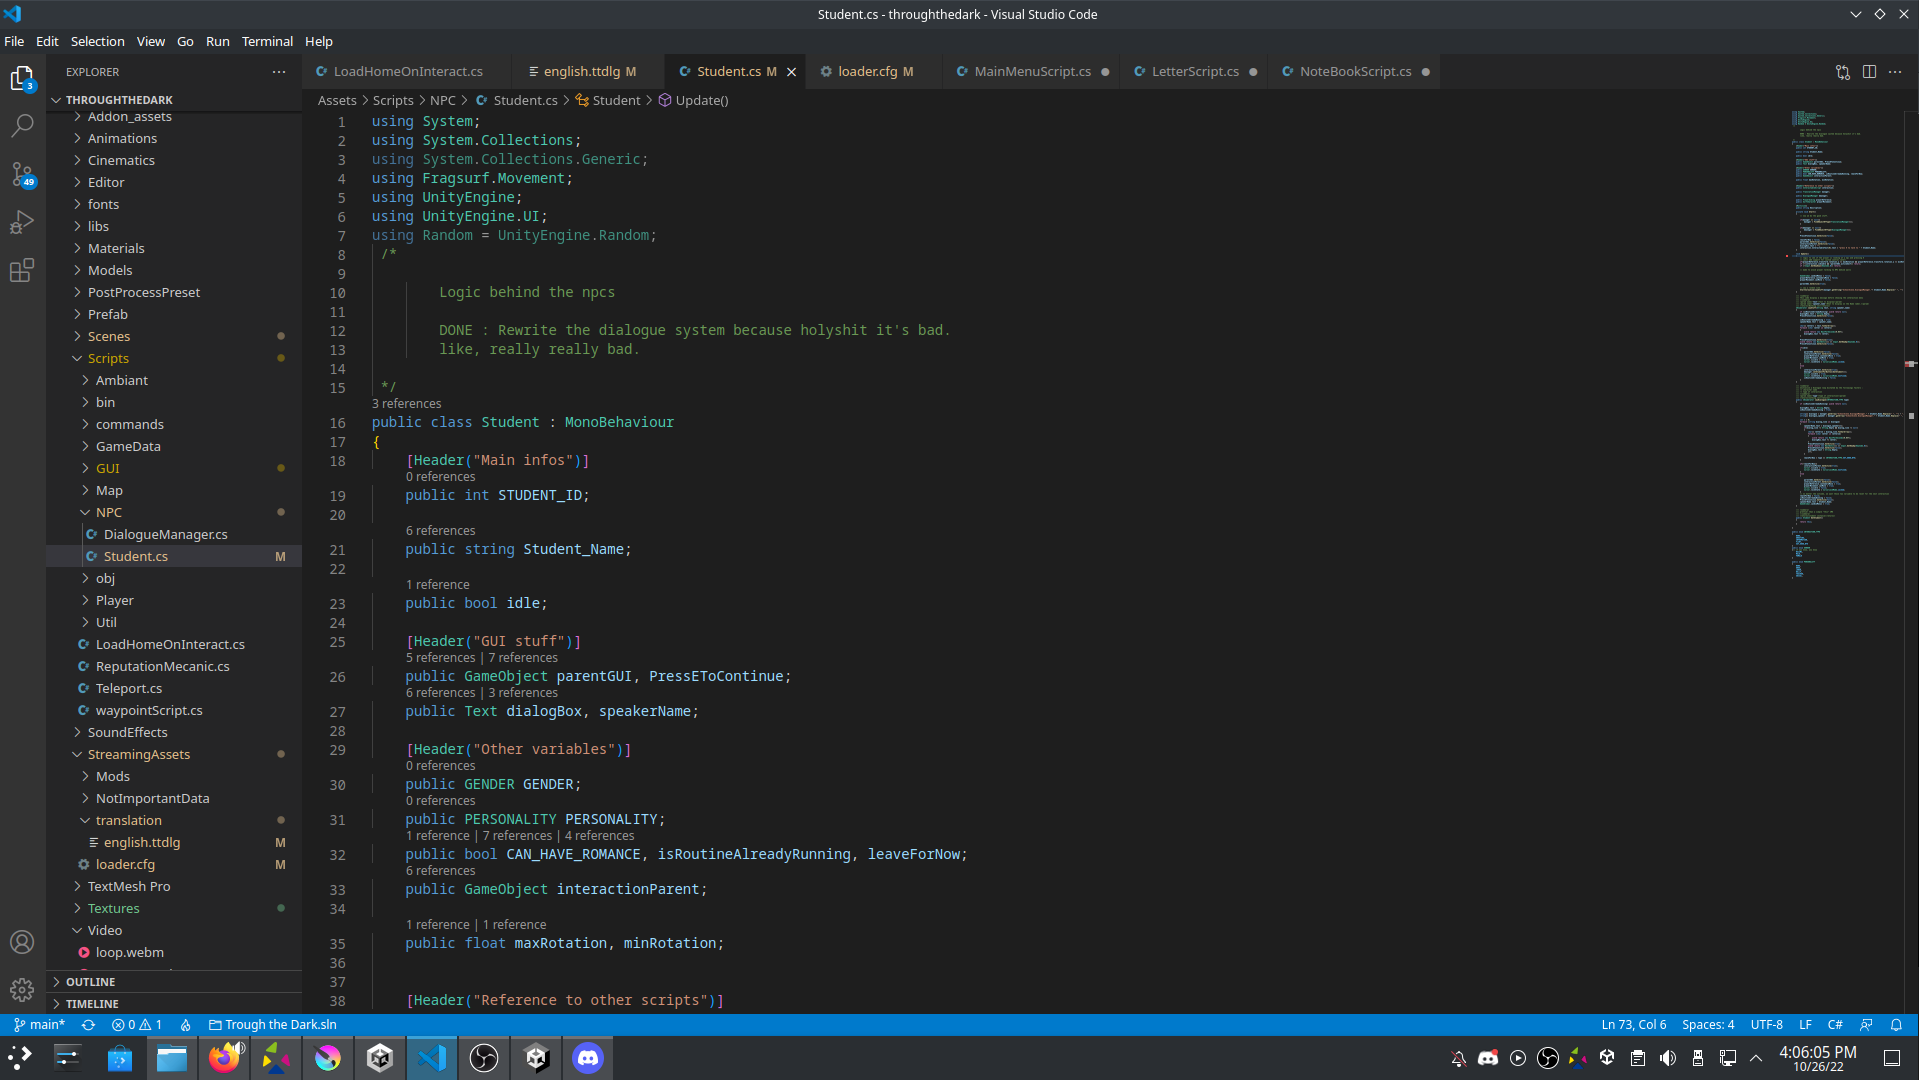 Student.cs - throughthedark - Visual Studio Code
File Edit Selection View Go Run Terminal Help
EXPLORER
LoadHomeOnInteract.cs english.ttdlg M Student.cs M loader.cfg M MainMenuScript.cs LetterScript.cs NoteBookScript.cs
3
49
THROUGHTHEDARK
Addon_assets
Animations
Cinematics
Editor
fonts
libs
Materials
Models
PostProcessPreset
Prefab
Scenes
Scripts
Ambiant
bin
commands
GameData
GUI
Map
NPC
DialogueManager.cs
Student.cs M
obj
Player
Util
LoadHomeOnInteract.cs
ReputationMecanic.cs
Teleport.cs
waypointScript.cs
SoundEffects
StreamingAssets
Mods
NotImportantData
translation
english.ttdlg M
loader.cfg M
TextMesh Pro
Textures
Video
loop.webm
OUTLINE
TIMELINE
Assets > Scripts > NPC > Student.cs > Student > Update()
1 using System;
2 using System.Collections;
3 using System.Collections.Generic;
4 using Fragsurf.Movement;
5 using UnityEngine;
6 using UnityEngine.UI;
7 using Random = UnityEngine.Random;
8 /*
9
10 Logic behind the npcs
11
12 DONE : Rewrite the dialogue system because holyshit it's bad.
13 like, really really bad.
14
15 */
3 references
16 public class Student : MonoBehaviour
17 {
18 [Header("Main infos")]
0 references
19 public int STUDENT_ID;
20
6 references
21 public string Student_Name;
22
1 reference
23 public bool idle;
24
25 [Header("GUI stuff")]
5 references | 7 references
26 public GameObject parentGUI, PressEToContinue;
6 references | 3 references
27 public Text dialogBox, speakerName;
28
29 [Header("Other variables")]
0 references
30 public GENDER GENDER;
0 references
31 public PERSONALITY PERSONALITY;
1 reference | 7 references | 4 references
32 public bool CAN_HAVE_ROMANCE, isRoutineAlreadyRunning, leaveForNow;
6 references
33 public GameObject interactionParent;
34
1 reference | 1 reference
35 public float maxRotation, minRotation;
36
37
38 [Header("Reference to other scripts")]
main* 0 1 Trough the Dark.sln Ln 73, Col 6 Spaces: 4 UTF-8 LF C#
4:06:05 PM
10/26/22